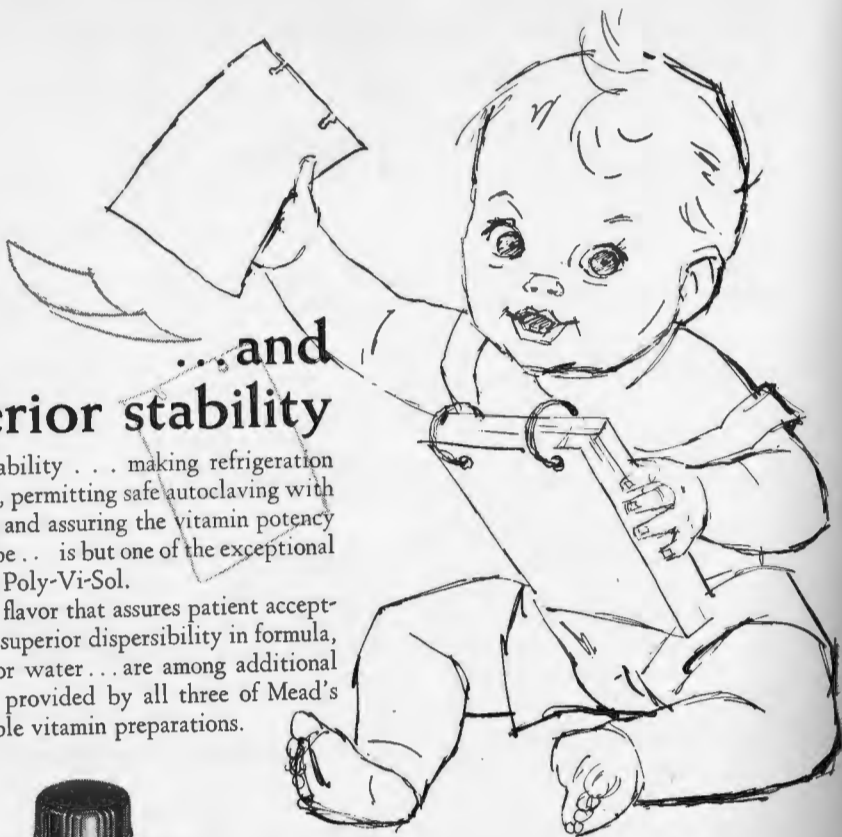 ...and
erior stability
ability . . . making refrigeration
, permitting safe autoclaving with
and assuring the vitamin potency
be . . is but one of the exceptional
Poly-Vi-Sol.
flavor that assures patient accept-
superior dispersibility in formula,
or water . . . are among additional
provided by all three of Mead's
ble vitamin preparations.